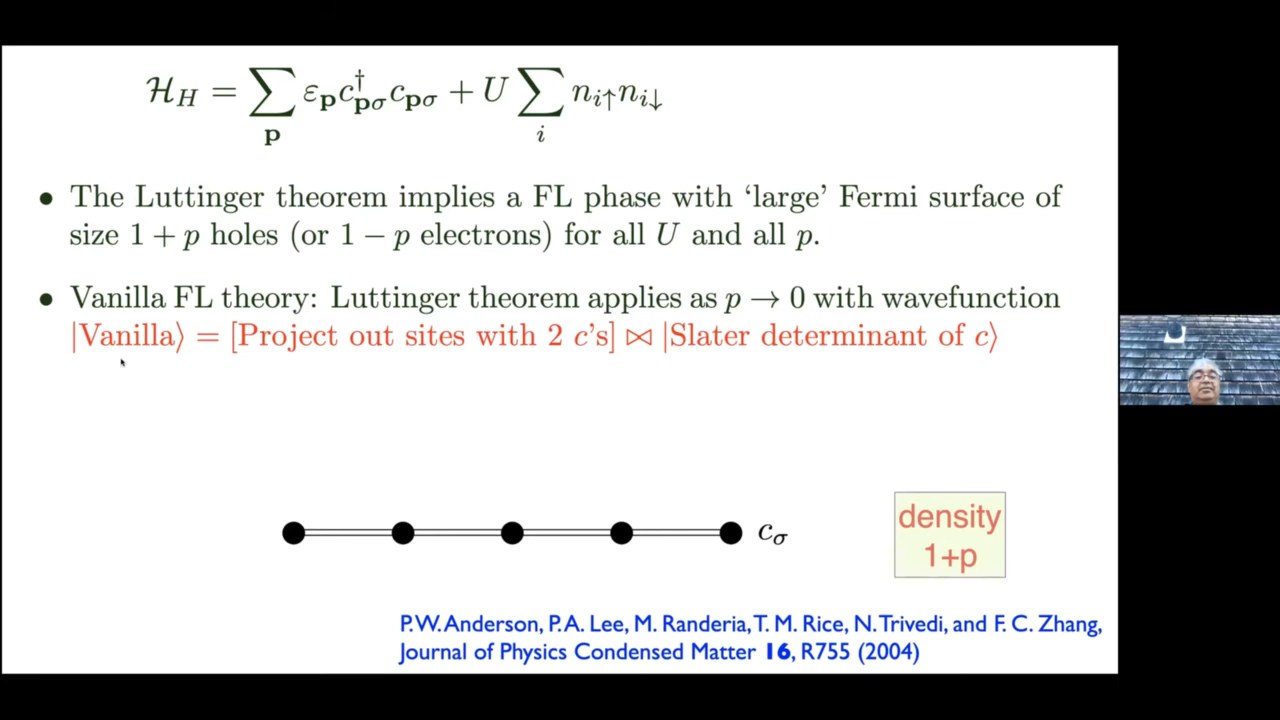 ℋ_H = ∑_𝐩 ε_𝐩 c†_𝐩σ c_𝐩σ + U ∑_i n_i↑ n_i↓
• The Luttinger theorem implies a FL phase with ‘large’ Fermi surface of
size 1 + p holes (or 1 − p electrons) for all U and all p.
• Vanilla FL theory: Luttinger theorem applies as p → 0 with wavefunction
|Vanilla⟩ = [Project out sites with 2 c's] ⋈ |Slater determinant of c⟩
c_σ
density
1+p
P.W. Anderson, P.A. Lee, M. Randeria, T. M. Rice, N. Trivedi, and F. C. Zhang,
Journal of Physics Condensed Matter 16, R755 (2004)